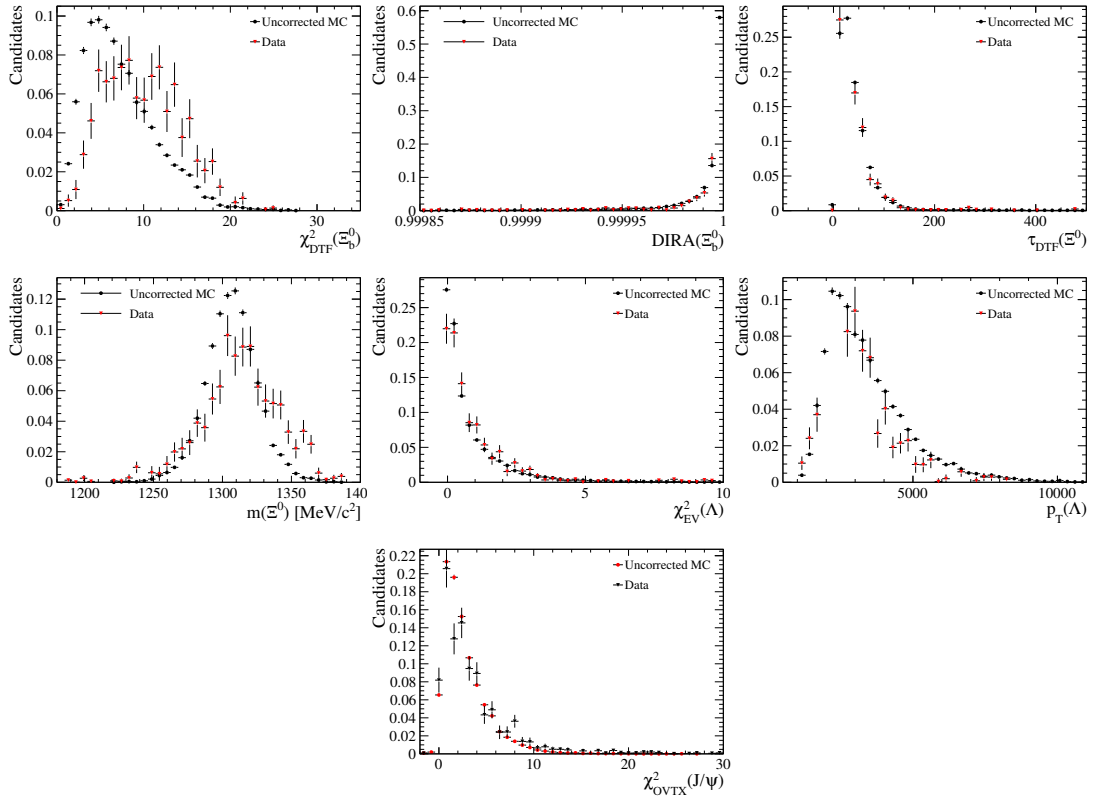 Candidates
0.1
0.08
0.06
0.04
0.02
0
Uncorrected MC
Data
0 10 20 30
χ²_DTF(Ξ_b⁰)
Candidates
0.6
0.5
0.4
0.3
0.2
0.1
0
Uncorrected MC
Data
0.99985 0.9999 0.99995 1
DIRA(Ξ_b⁰)
Candidates
0.25
0.2
0.15
0.1
0.05
0
Uncorrected MC
Data
0 200 400
τ_DTF(Ξ⁰)
Candidates
0.12
0.1
0.08
0.06
0.04
0.02
0
Uncorrected MC
Data
1200 1250 1300 1350 140
m(Ξ⁰) [MeV/c²]
Candidates
0.25
0.2
0.15
0.1
0.05
0
Uncorrected MC
Data
0 5 10
χ²_EV(Λ)
Candidates
0.1
0.08
0.06
0.04
0.02
0
Uncorrected MC
Data
5000 10000
p_T(Λ)
Candidates
0.22
0.2
0.18
0.16
0.14
0.12
0.1
0.08
0.06
0.04
0.02
0
Uncorrected MC
Data
0 10 20 30
χ²_OVTX(J/ψ)